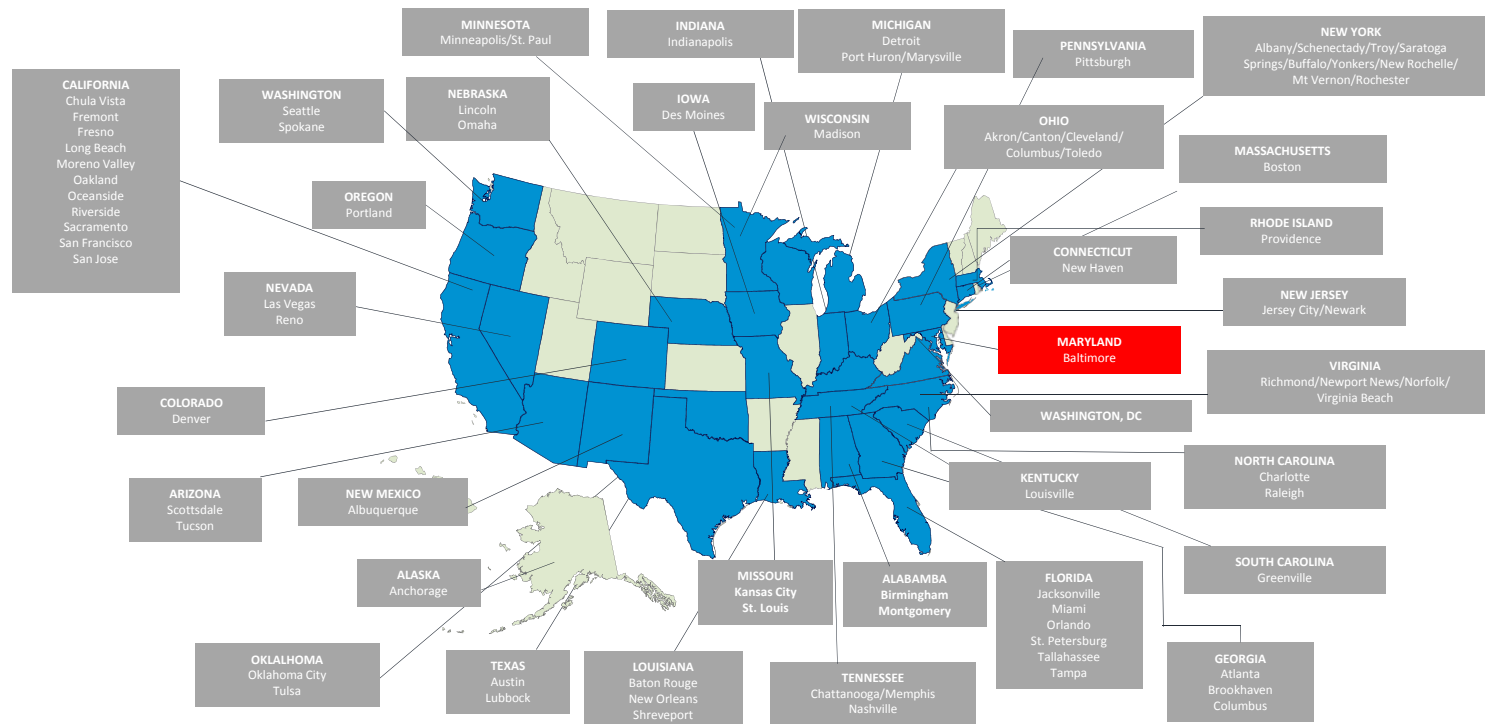 MINNESOTA
Minneapolis/St. Paul
INDIANA
Indianapolis
MICHIGAN
Detroit
Port Huron/Marysville
PENNSYLVANIA
Pittsburgh
NEW YORK
Albany/Schenectady/Troy/Saratoga
Springs/Buffalo/Yonkers/New Rochelle/
Mt Vernon/Rochester
CALIFORNIA
Chula Vista
Fremont
Fresno
Long Beach
Moreno Valley
Oakland
Oceanside
Riverside
Sacramento
San Francisco
San Jose
WASHINGTON
Seattle
Spokane
NEBRASKA
Lincoln
Omaha
IOWA
Des Moines
WISCONSIN
Madison
OHIO
Akron/Canton/Cleveland/
Columbus/Toledo
MASSACHUSETTS
Boston
OREGON
Portland
RHODE ISLAND
Providence
CONNECTICUT
New Haven
NEVADA
Las Vegas
Reno
NEW JERSEY
Jersey City/Newark
MARYLAND
Baltimore
VIRGINIA
Richmond/Newport News/Norfolk/
Virginia Beach
COLORADO
Denver
WASHINGTON, DC
NORTH CAROLINA
Charlotte
Raleigh
ARIZONA
Scottsdale
Tucson
NEW MEXICO
Albuquerque
KENTUCKY
Louisville
SOUTH CAROLINA
Greenville
ALASKA
Anchorage
MISSOURI
Kansas City
St. Louis
ALABAMBA
Birmingham
Montgomery
FLORIDA
Jacksonville
Miami
Orlando
St. Petersburg
Tallahassee
Tampa
OKLALHOMA
Oklahoma City
Tulsa
TEXAS
Austin
Lubbock
LOUISIANA
Baton Rouge
New Orleans
Shreveport
TENNESSEE
Chattanooga/Memphis
Nashville
GEORGIA
Atlanta
Brookhaven
Columbus